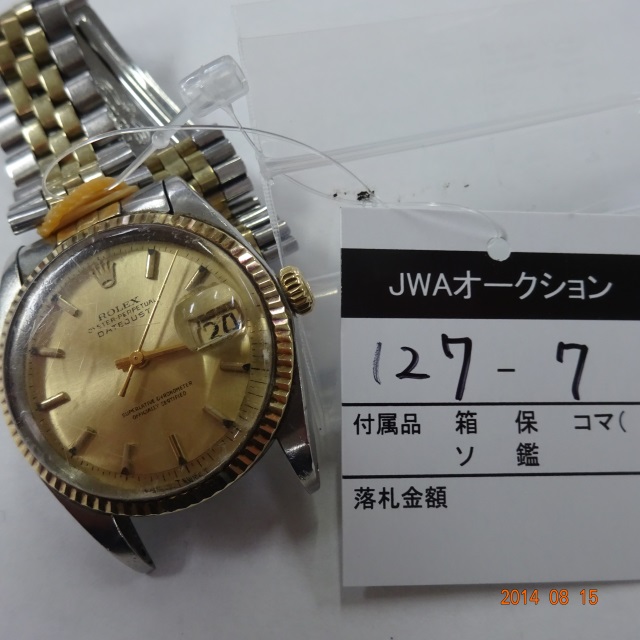 ROLEX
OYSTER PERPETUAL
DATEJUST
20
SUPERLATIVE CHRONOMETER
OFFICIALLY CERTIFIED
JWAオークション
127-7
付属品 箱 保 コマ(
ソ 鑑
落札金額
2014 08 15